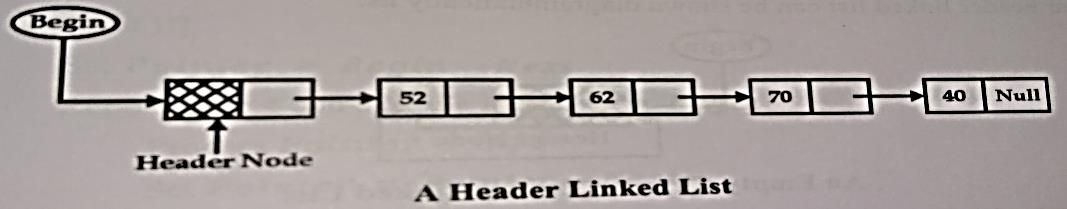 Begin
52 62 70 40 Null
Header Node
A Header Linked List